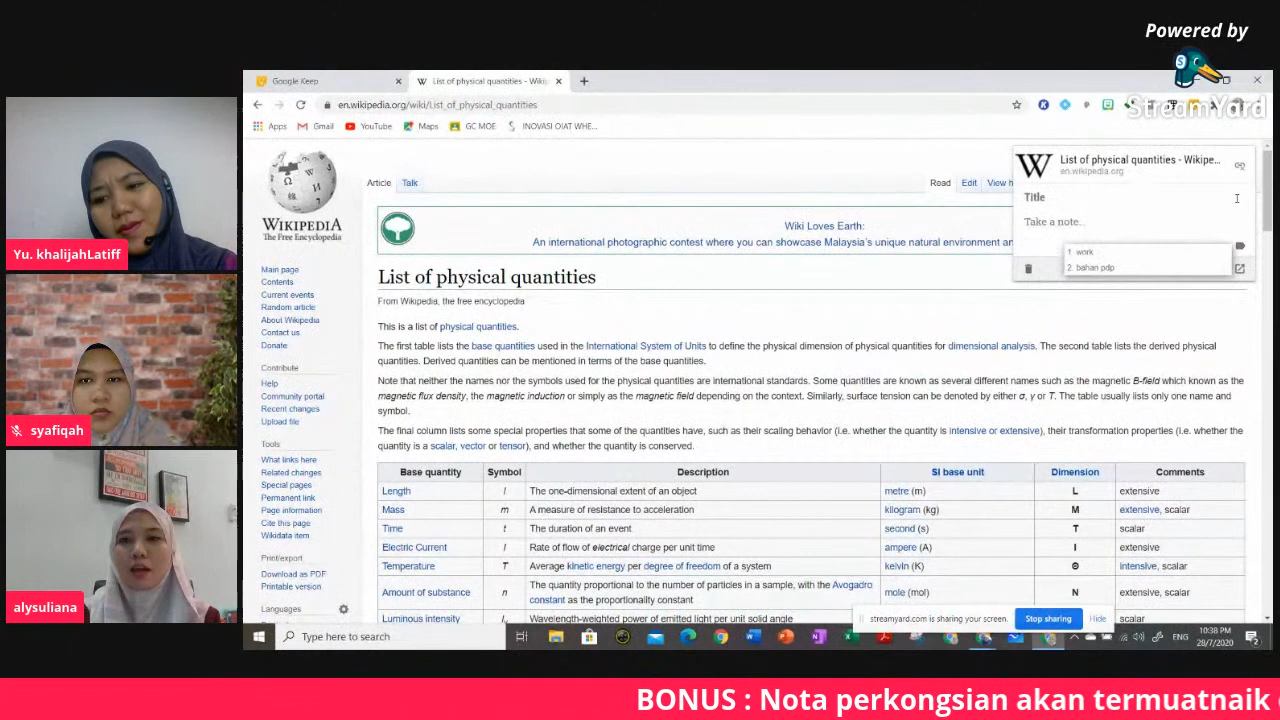 Powered by
StreamYard
Google Keep
List of physical quantities - Wiki
en.wikipedia.org/wiki/List_of_physical_quantities
Apps Gmail YouTube Maps GC MOE INOVASI OIAT WHE...
Yu. khalijahLatiff
syafiqah
alysuliana
WIKIPEDIA
The Free Encyclopedia
Main page
Contents
Current events
Random article
About Wikipedia
Contact us
Donate
Contribute
Help
Community portal
Recent changes
Upload file
Tools
What links here
Related changes
Special pages
Permanent link
Page information
Cite this page
Wikidata item
Print/export
Download as PDF
Printable version
Languages
Article Talk
Read Edit View h
Wiki Loves Earth:
An international photographic contest where you can showcase Malaysia's unique natural environment an
List of physical quantities
From Wikipedia, the free encyclopedia
This is a list of physical quantities.
The first table lists the base quantities used in the International System of Units to define the physical dimension of physical quantities for dimensional analysis. The second table lists the derived physical
quantities. Derived quantities can be mentioned in terms of the base quantities.
Note that neither the names nor the symbols used for the physical quantities are international standards. Some quantities are known as several different names such as the magnetic B-field which known as the
magnetic flux density, the magnetic induction or simply as the magnetic field depending on the context. Similarly, surface tension can be denoted by either σ, γ or T. The table usually lists only one name and
symbol.
The final column lists some special properties that some of the quantities have, such as their scaling behavior (i.e. whether the quantity is intensive or extensive), their transformation properties (i.e. whether the
quantity is a scalar, vector or tensor), and whether the quantity is conserved.
Base quantity Symbol Description SI base unit Dimension Comments
Length l The one-dimensional extent of an object metre (m) L extensive
Mass m A measure of resistance to acceleration kilogram (kg) M extensive, scalar
Time t The duration of an event second (s) T scalar
Electric Current I Rate of flow of electrical charge per unit time ampere (A) I extensive
Temperature T Average kinetic energy per degree of freedom of a system kelvin (K) Θ intensive, scalar
Amount of substance n The quantity proportional to the number of particles in a sample, with the Avogadro
constant as the proportionality constant mole (mol) N extensive, scalar
Luminous intensity Wavelength-weighted power of emitted light per unit solid angle scalar
List of physical quantities - Wikipe...
en.wikipedia.org
Title
Take a note...
1 work
2. bahan pdp
streamyard.com is sharing your screen. Stop sharing Hide
Type here to search
ENG
10:38 PM
28/7/2020
BONUS : Nota perkongsian akan termuatnaik